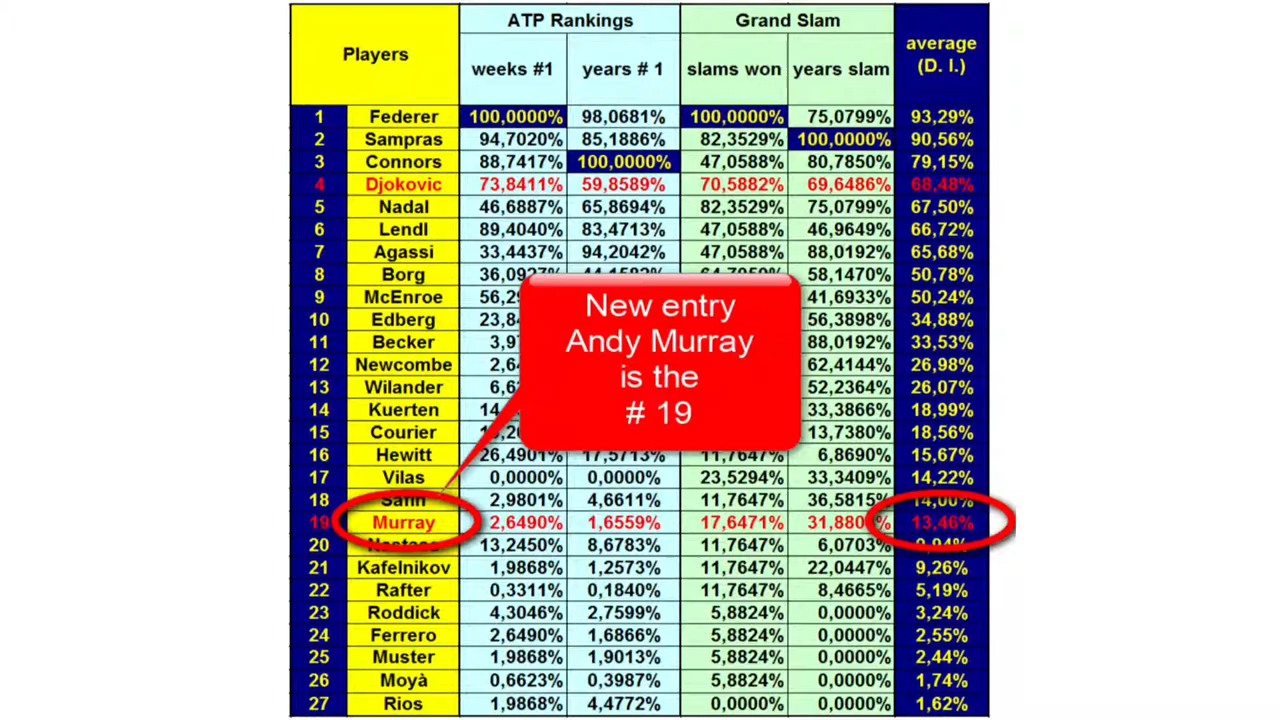 Players ATP Rankings Grand Slam average (D. I.)
weeks #1 years # 1 slams won years slam
1 Federer 100,0000% 98,0681% 100,0000% 75,0799% 93,29%
2 Sampras 94,7020% 85,1886% 82,3529% 100,0000% 90,56%
3 Connors 88,7417% 100,0000% 47,0588% 80,7850% 79,15%
4 Djokovic 73,8411% 59,8589% 70,5882% 69,6486% 68,48%
5 Nadal 46,6887% 65,8694% 82,3529% 75,0799% 67,50%
6 Lendl 89,4040% 83,4713% 47,0588% 46,9649% 66,72%
7 Agassi 33,4437% 94,2042% 47,0588% 88,0192% 65,68%
8 Borg 58,1470% 50,78%
9 McEnroe 41,6933% 50,24%
10 Edberg 56,3898% 34,88%
11 Becker 88,0192% 33,53%
12 Newcombe 62,4144% 26,98%
13 Wilander 52,2364% 26,07%
14 Kuerten 33,3866% 18,99%
15 Courier 13,7380% 18,56%
New entry
Andy Murray
is the
# 19
16 Hewitt 26,4901% 17,5713% 11,7647% 6,8690% 15,67%
17 Vilas 0,0000% 0,0000% 23,5294% 33,3409% 14,22%
18 Safin 2,9801% 4,6611% 11,7647% 36,5815% 14,00%
19 Murray 2,6490% 1,6559% 17,6471% 13,46%
20 13,2450% 8,6783% 11,7647% 6,0703% 9,94%
21 Kafelnikov 1,9868% 1,2573% 11,7647% 22,0447% 9,26%
22 Rafter 0,3311% 0,1840% 11,7647% 8,4665% 5,19%
23 Roddick 4,3046% 2,7599% 5,8824% 0,0000% 3,24%
24 Ferrero 2,6490% 1,6866% 5,8824% 0,0000% 2,55%
25 Muster 1,9868% 1,9013% 5,8824% 0,0000% 2,44%
26 Moyà 0,6623% 0,3987% 5,8824% 0,0000% 1,74%
27 Rios 1,9868% 4,4772% 0,0000% 0,0000% 1,62%